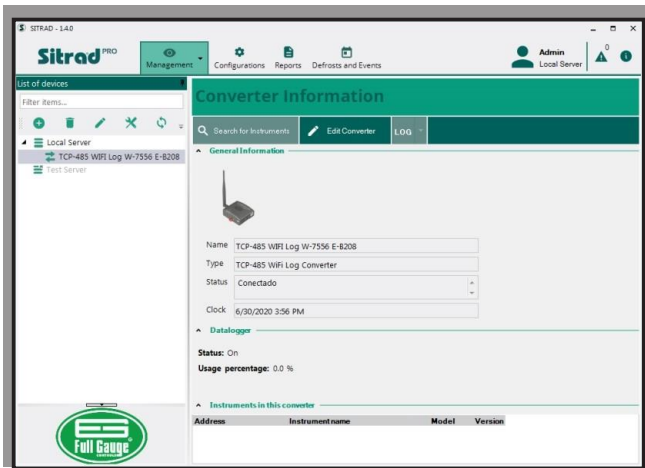 SITRAD - 1.4.0
Sitrad PRO
Management
Configurations
Reports
Defrosts and Events
Admin
Local Server
0
List of devices
Filter items...
Local Server
TCP-485 WIFI Log W-7556 E-8208
Test Server
Converter Information
Search for Instruments
Edit Converter
LOG
General Information
Name TCP-485 WIFI Log W-7556 E-8208
Type TCP-485 WiFi Log Converter
Status Conectado
Clock 6/30/2020 3:56 PM
Datalogger
Status: On
Usage percentage: 0.0 %
Instruments in this converter
Address Instrument name Model Version
Full Gauge
CONTROLS